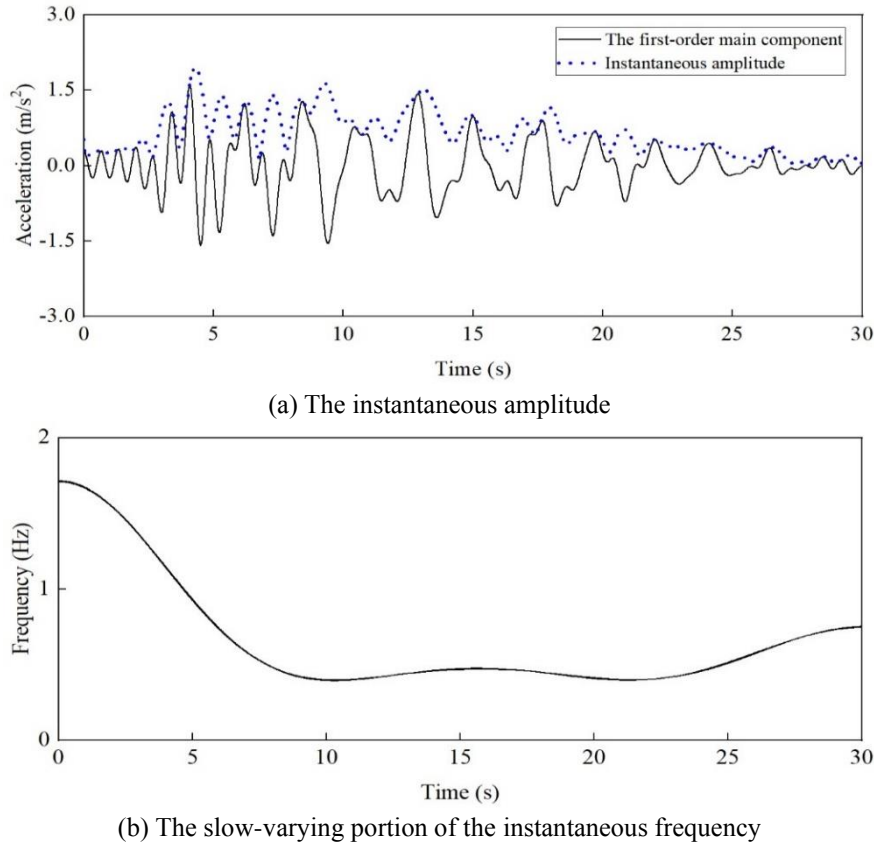 3.0
1.5
0.0
-1.5
-3.0
Acceleration (m/s²)
The first-order main component
Instantaneous amplitude
0 5 10 15 20 25 30
Time (s)
(a) The instantaneous amplitude
2
1
0
Frequency (Hz)
0 5 10 15 20 25 30
Time (s)
(b) The slow-varying portion of the instantaneous frequency